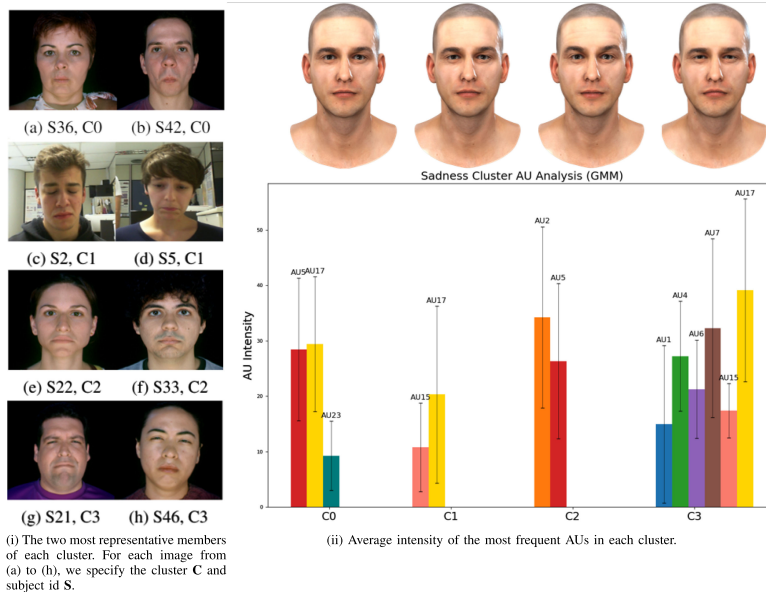 (a) S36, C0 (b) S42, C0
(c) S2, C1 (d) S5, C1
(e) S22, C2 (f) S33, C2
(g) S21, C3 (h) S46, C3
(i) The two most representative members
of each cluster. For each image from
(a) to (h), we specify the cluster C and
subject id S.
Sadness Cluster AU Analysis (GMM)
AU Intensity
50
40
30
20
10
0
AU5 AU17
AU23
AU15
AU17
AU2
AU5
AU1
AU4
AU6
AU7
AU15
AU17
C0 C1 C2 C3
(ii) Average intensity of the most frequent AUs in each cluster.